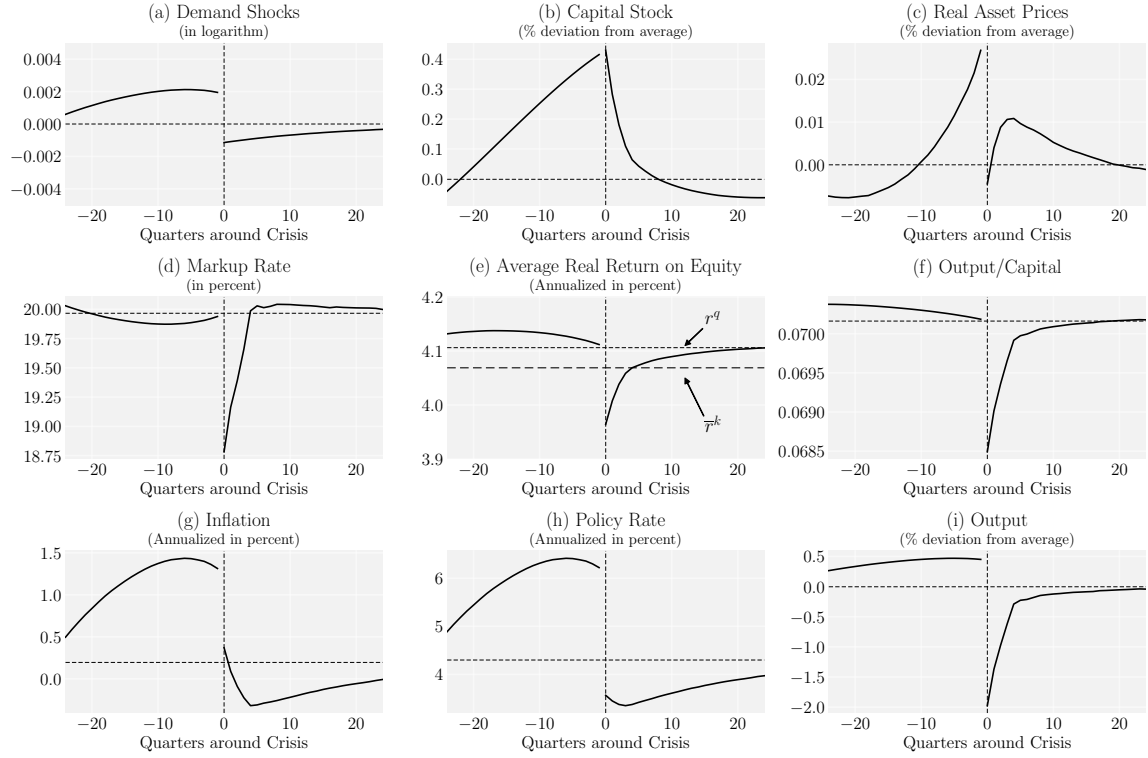 (a) Demand Shocks
(in logarithm)
0.004
0.002
0.000
−0.002
−0.004
−20 −10 0 10 20
Quarters around Crisis
(b) Capital Stock
(% deviation from average)
0.4
0.3
0.2
0.1
0.0
−20 −10 0 10 20
Quarters around Crisis
(c) Real Asset Prices
(% deviation from average)
0.02
0.01
0.00
−20 −10 0 10 20
Quarters around Crisis
(d) Markup Rate
(in percent)
20.00
19.75
19.50
19.25
19.00
18.75
−20 −10 0 10 20
Quarters around Crisis
(e) Average Real Return on Equity
(Annualized in percent)
4.2
4.1
4.0
3.9
r^q
r̅^k
−20 −10 0 10 20
Quarters around Crisis
(f) Output/Capital
0.0700
0.0695
0.0690
0.0685
−20 −10 0 10 20
Quarters around Crisis
(g) Inflation
(Annualized in percent)
1.5
1.0
0.5
0.0
−20 −10 0 10 20
Quarters around Crisis
(h) Policy Rate
(Annualized in percent)
6
5
4
−20 −10 0 10 20
Quarters around Crisis
(i) Output
(% deviation from average)
0.5
0.0
−0.5
−1.0
−1.5
−2.0
−20 −10 0 10 20
Quarters around Crisis